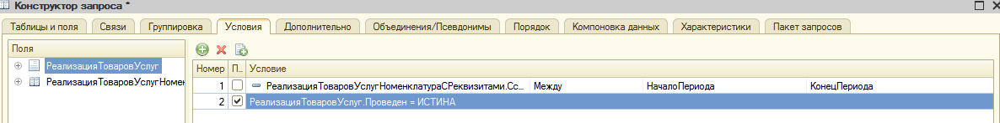 Конструктор запроса *
Таблицы и поля Связи Группировка Условия Дополнительно Объединения/Псевдонимы Порядок Компоновка данных Характеристики Пакет запросов
Поля
РеализацияТоваровУслуг
РеализацияТоваровУслугНомен
Номер П... Условие
1 РеализацияТоваровУслугНоменклатураСРеквизитами.Сс... Между НачалоПериода КонецПериода
2 РеализацияТоваровУслуг.Проведен = ИСТИНА